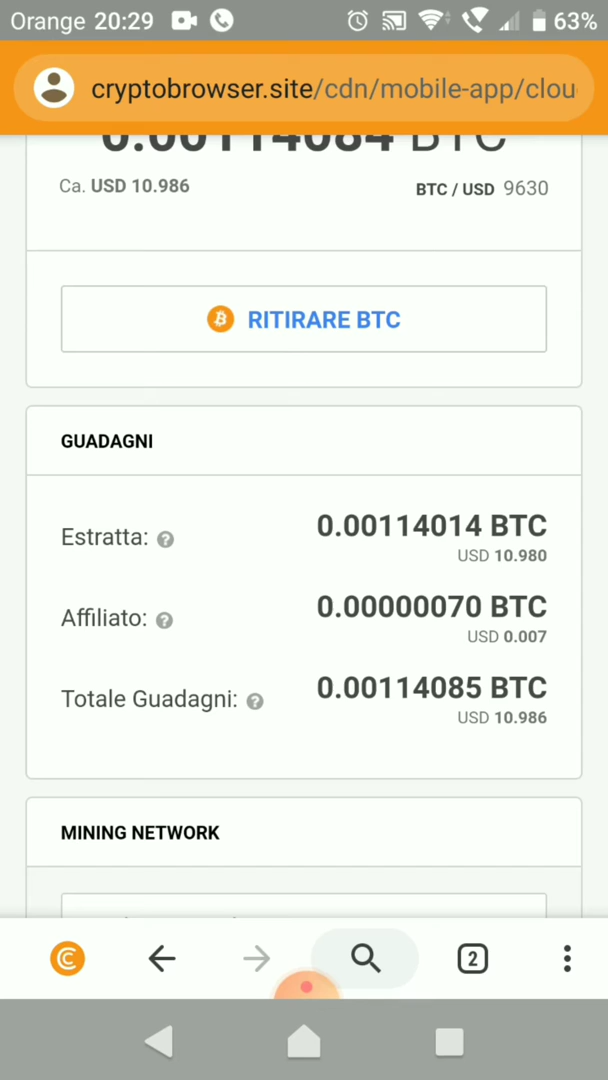 Orange 20:29 63%
cryptobrowser.site/cdn/mobile-app/clou
0.00114084 BTC
Ca. USD 10.986 BTC / USD 9630
RITIRARE BTC
GUADAGNI
Estratta: ? 0.00114014 BTC
USD 10.980
Affiliato: ? 0.00000070 BTC
USD 0.007
Totale Guadagni: ? 0.00114085 BTC
USD 10.986
MINING NETWORK
2